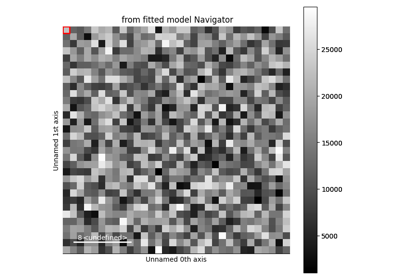 from fitted model Navigator
25000
20000
15000
10000
5000
Unnamed 1st axis
8 <undefined>
Unnamed 0th axis